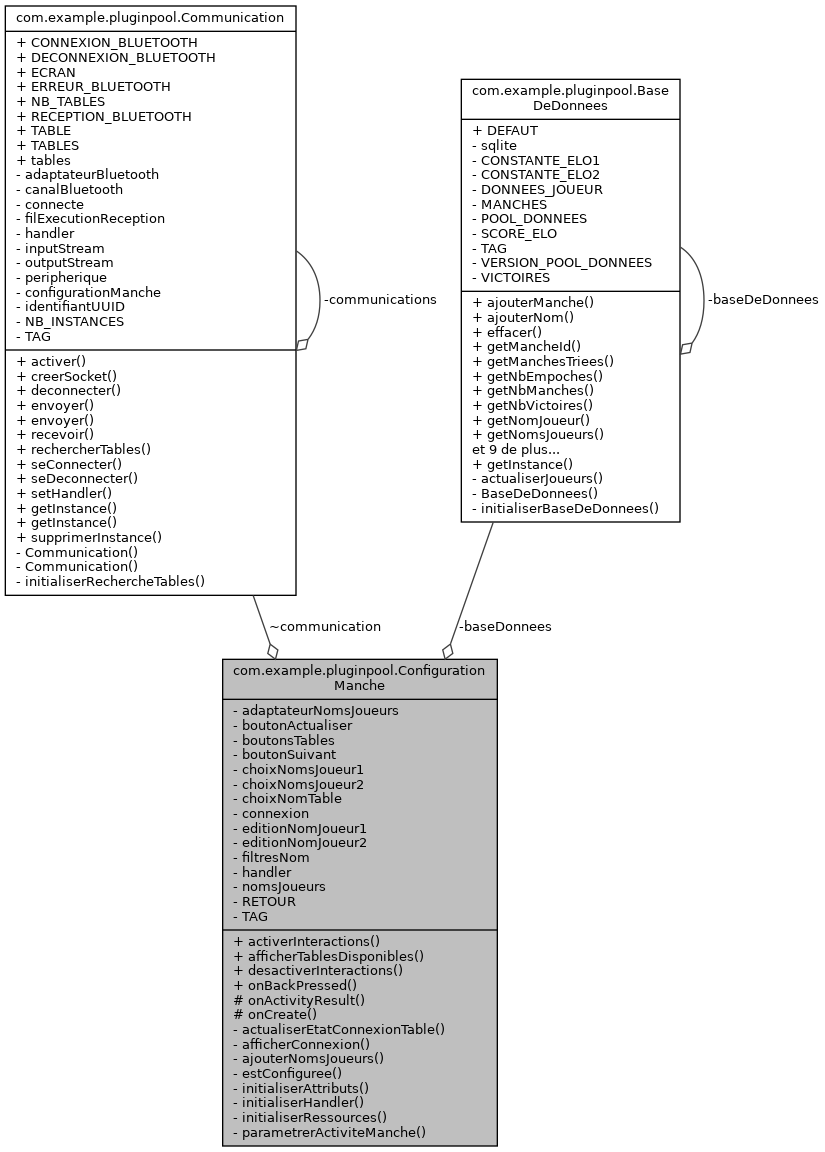 com.example.pluginpool.Communication
+ CONNEXION_BLUETOOTH
+ DECONNEXION_BLUETOOTH
+ ECRAN
+ ERREUR_BLUETOOTH
+ NB_TABLES
+ RECEPTION_BLUETOOTH
+ TABLE
+ TABLES
+ tables
- adaptateurBluetooth
- canalBluetooth
- connecte
- filExecutionReception
- handler
- inputStream
- outputStream
- peripherique
- configurationManche
- identifiantUUID
- NB_INSTANCES
- TAG
+ activer()
+ creerSocket()
+ deconnecter()
+ envoyer()
+ envoyer()
+ recevoir()
+ rechercherTables()
+ seConnecter()
+ seDeconnecter()
+ setHandler()
+ getInstance()
+ getInstance()
+ supprimerInstance()
- Communication()
- Communication()
- initialiserRechercheTables()
-communications
com.example.pluginpool.Base
DeDonnees
+ DEFAUT
- sqlite
- CONSTANTE_ELO1
- CONSTANTE_ELO2
- DONNEES_JOUEUR
- MANCHES
- POOL_DONNEES
- SCORE_ELO
- TAG
- VERSION_POOL_DONNEES
- VICTOIRES
+ ajouterManche()
+ ajouterNom()
+ effacer()
+ getMancheId()
+ getManchesTriees()
+ getNbEmpoches()
+ getNbManches()
+ getNbVictoires()
+ getNomJoueur()
+ getNomsJoueurs()
et 9 de plus...
+ getInstance()
- actualiserJoueurs()
- BaseDeDonnees()
- initialiserBaseDeDonnees()
-baseDeDonnees
~communication
-baseDonnees
com.example.pluginpool.Configuration
Manche
- adaptateurNomsJoueurs
- boutonActualiser
- boutonsTables
- boutonSuivant
- choixNomsJoueur1
- choixNomsJoueur2
- choixNomTable
- connexion
- editionNomJoueur1
- editionNomJoueur2
- filtresNom
- handler
- nomsJoueurs
- RETOUR
- TAG
+ activerInteractions()
+ afficherTablesDisponibles()
+ desactiverInteractions()
+ onBackPressed()
# onActivityResult()
# onCreate()
- actualiserEtatConnexionTable()
- afficherConnexion()
- ajouterNomsJoueurs()
- estConfiguree()
- initialiserAttributs()
- initialiserHandler()
- initialiserRessources()
- parametrerActiviteManche()